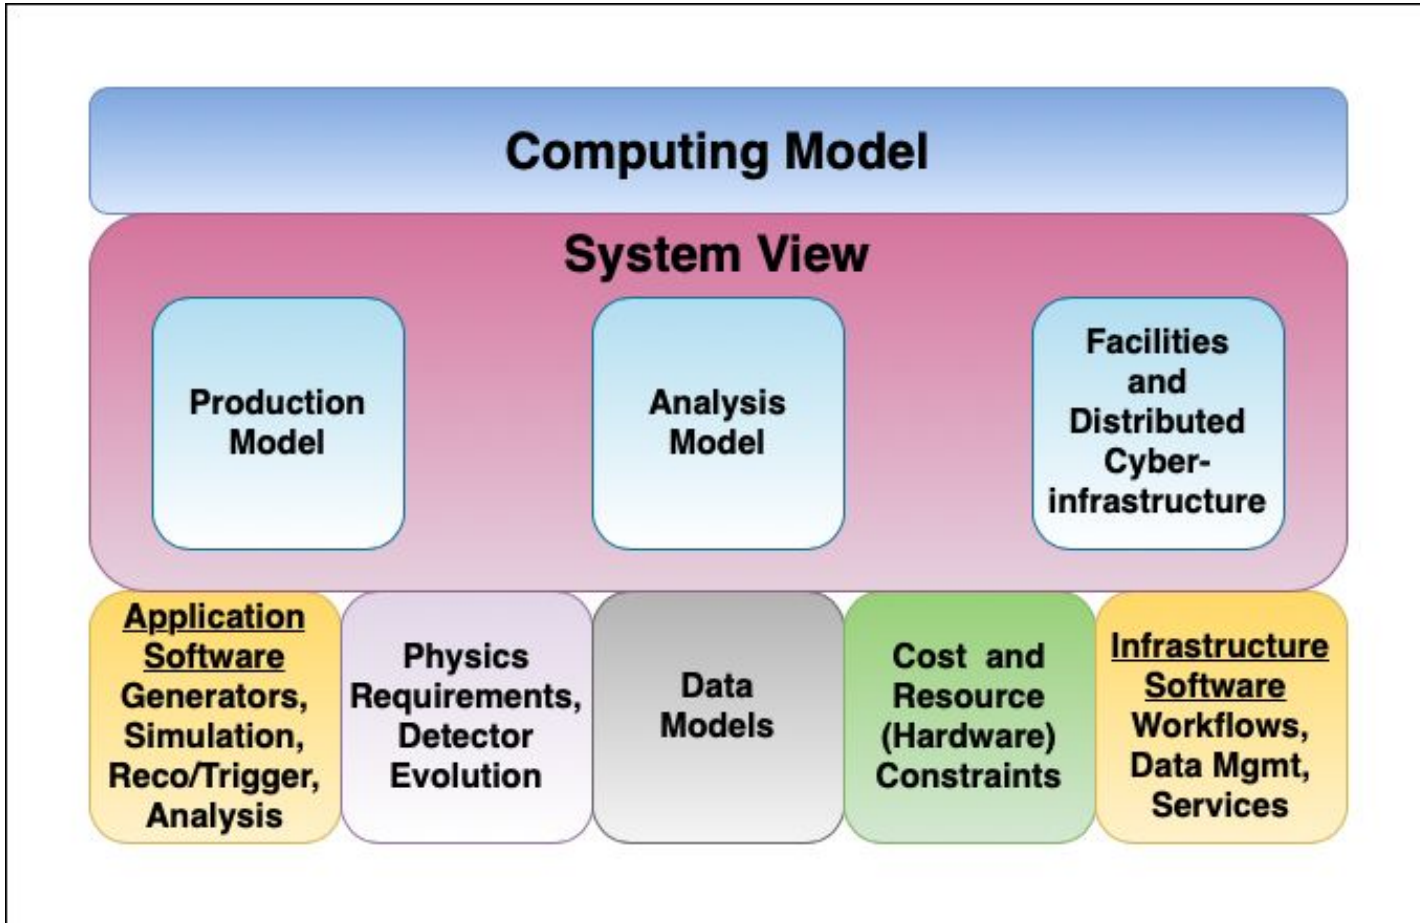 Computing Model
System View
Production
Model
Analysis
Model
Facilities
and
Distributed
Cyber-
infrastructure
Application
Software
Generators,
Simulation,
Reco/Trigger,
Analysis
Physics
Requirements,
Detector
Evolution
Data
Models
Cost and
Resource
(Hardware)
Constraints
Infrastructure
Software
Workflows,
Data Mgmt,
Services